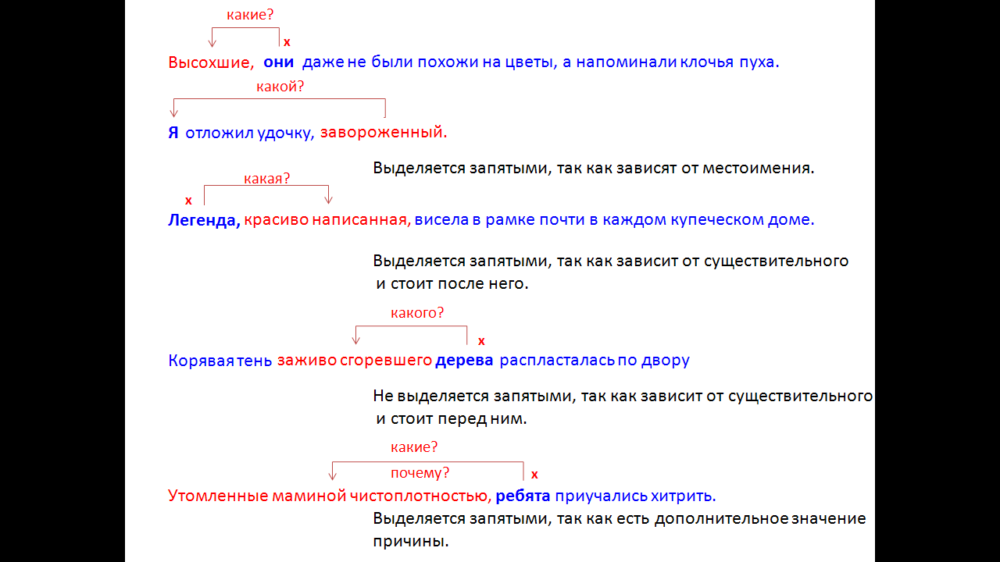 какие?
х
Высохшие, они даже не были похожи на цветы, а напоминали клочья пуха.
какой?
Я отложил удочку, завороженный.
Выделяется запятыми, так как зависят от местоимения.
какая?
х
Легенда, красиво написанная, висела в рамке почти в каждом купеческом доме.
Выделяется запятыми, так как зависит от существительного
и стоит после него.
какого?
х
Корявая тень заживо сгоревшего дерева распласталась по двору
Не выделяется запятыми, так как зависит от существительного
и стоит перед ним.
какие?
почему?
х
Утомленные маминой чистоплотностью, ребята приучались хитрить.
Выделяется запятыми, так как есть дополнительное значение
причины.